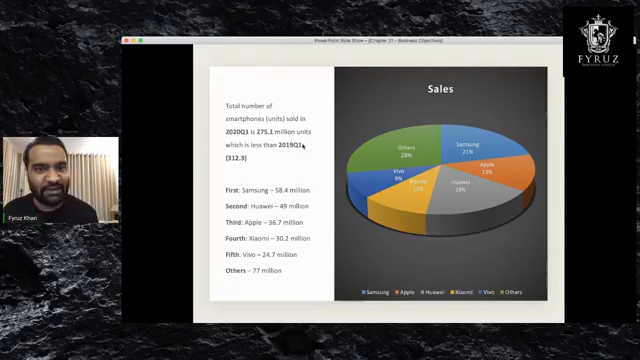 PowerPoint Slide Show - [Chapter 21 - Business Objectives]
FYRUZ
Total number of
smartphones (units) sold in
2020Q1 is 275.1 million units
which is less than 2019Q1
(312.3)
First: Samsung – 58.4 million
Second: Huawei – 49 million
Third: Apple – 36.7 million
Fourth: Xiaomi – 30.2 million
Fifth: Vivo – 24.7 million
Others – 77 million
Sales
Others
28%
Samsung
21%
Vivo
9%
Apple
13%
Xiaomi
11%
Huawei
18%
Samsung Apple Huawei Xiaomi Vivo Others
Fyruz Khan